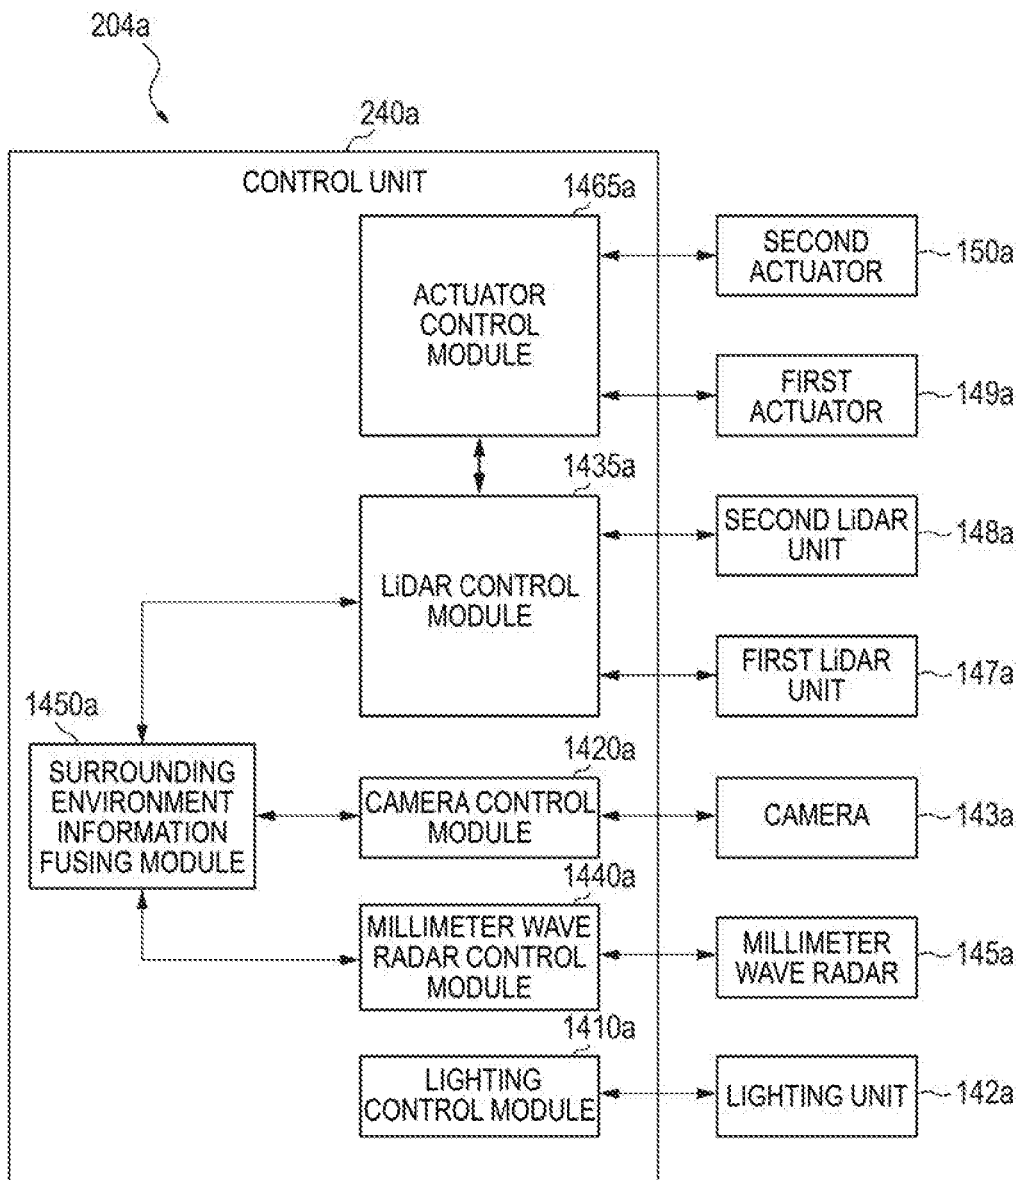 204a
240a
CONTROL UNIT
1465a
ACTUATOR
CONTROL
MODULE
SECOND
ACTUATOR
150a
FIRST
ACTUATOR
149a
1435a
LiDAR CONTROL
MODULE
SECOND LiDAR
UNIT
148a
FIRST LiDAR
UNIT
147a
1450a
SURROUNDING
ENVIRONMENT
INFORMATION
FUSING MODULE
1420a
CAMERA CONTROL
MODULE
CAMERA
143a
1440a
MILLIMETER WAVE
RADAR CONTROL
MODULE
MILLIMETER
WAVE RADAR
145a
1410a
LIGHTING
CONTROL MODULE
LIGHTING UNIT
142a